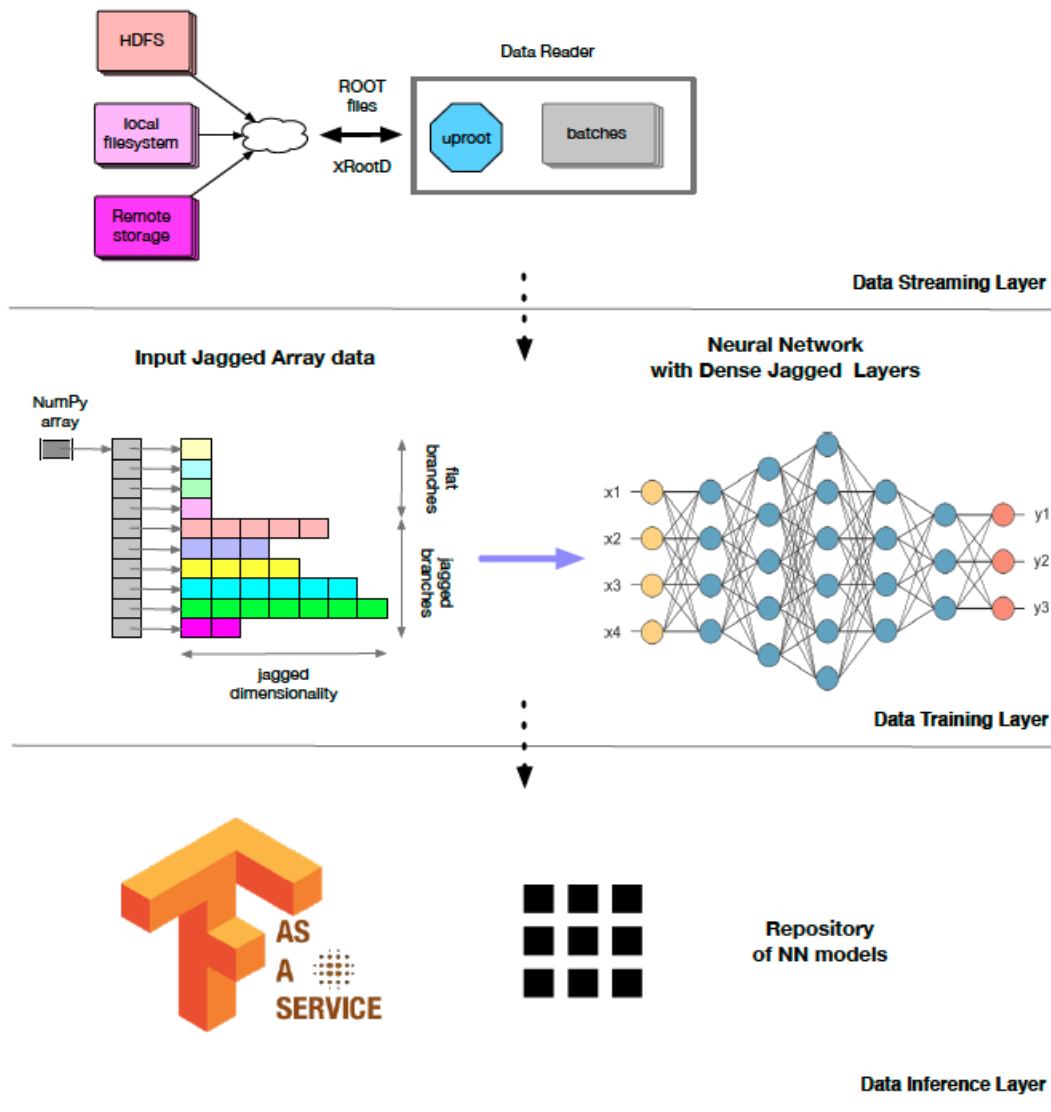 HDFS
local
filesystem
Remote
storage
ROOT
files
XRootD
Data Reader
uproot
batches
Data Streaming Layer
Input Jagged Array data
Neural Network
with Dense Jagged Layers
NumPy
array
flat
branches
jagged
branches
jagged
dimensionality
x1
x2
x3
x4
y1
y2
y3
Data Training Layer
AS
A
SERVICE
Repository
of NN models
Data Inference Layer